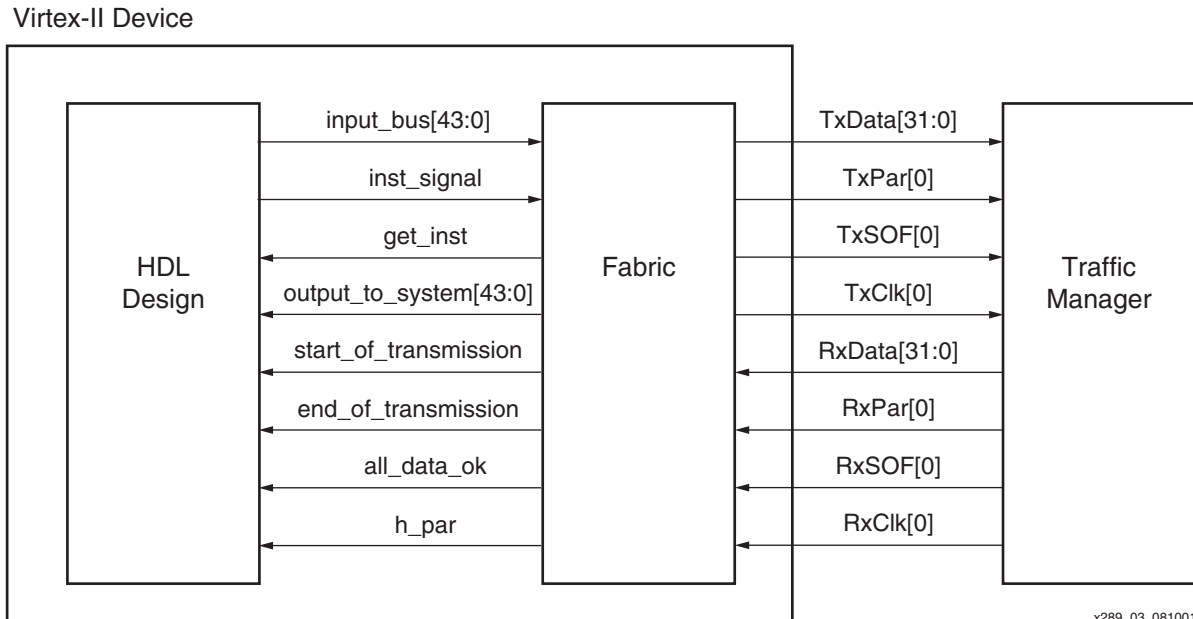 Virtex-II Device
input_bus[43:0]
TxData[31:0]
inst_signal
TxPar[0]
get_inst
TxSOF[0]
HDL
Design
Fabric
Traffic
Manager
output_to_system[43:0]
TxClk[0]
start_of_transmission
RxData[31:0]
end_of_transmission
RxPar[0]
all_data_ok
RxSOF[0]
h_par
RxClk[0]
x289_03_081001